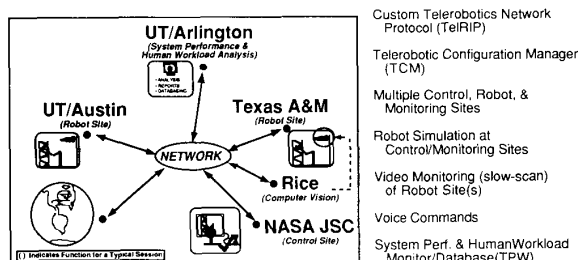 UT/Arlington
(System Performance &
Human Workload Analysis)
- ANALYSIS
- REPORTS
- DATABASING
UT/Austin
(Robot Site)
Texas A&M
(Robot Site)
NETWORK
Rice
(Computer Vision)
NASA JSC
(Control Site)
( ) Indicates Function for a Typical Session
Custom Telerobotics Network
Protocol (TelRIP)
Telerobotic Configuration Manager
(TCM)
Multiple Control, Robot, &
Monitoring Sites
Robot Simulation at
Control/Monitoring Sites
Video Monitoring (slow-scan)
of Robot Site(s)
Voice Commands
System Perf. & HumanWorkload
Monitor/Database(TPW)